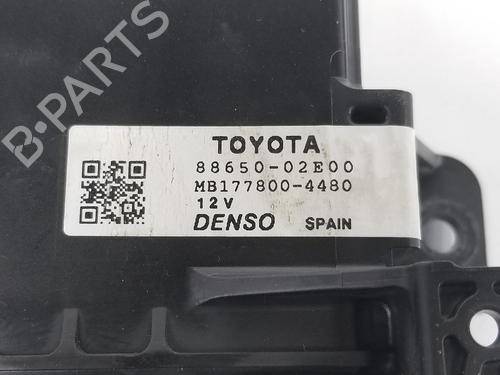 B-PARTS
TOYOTA
88650-02E00
MB177800-4480
12V
DENSO SPAIN